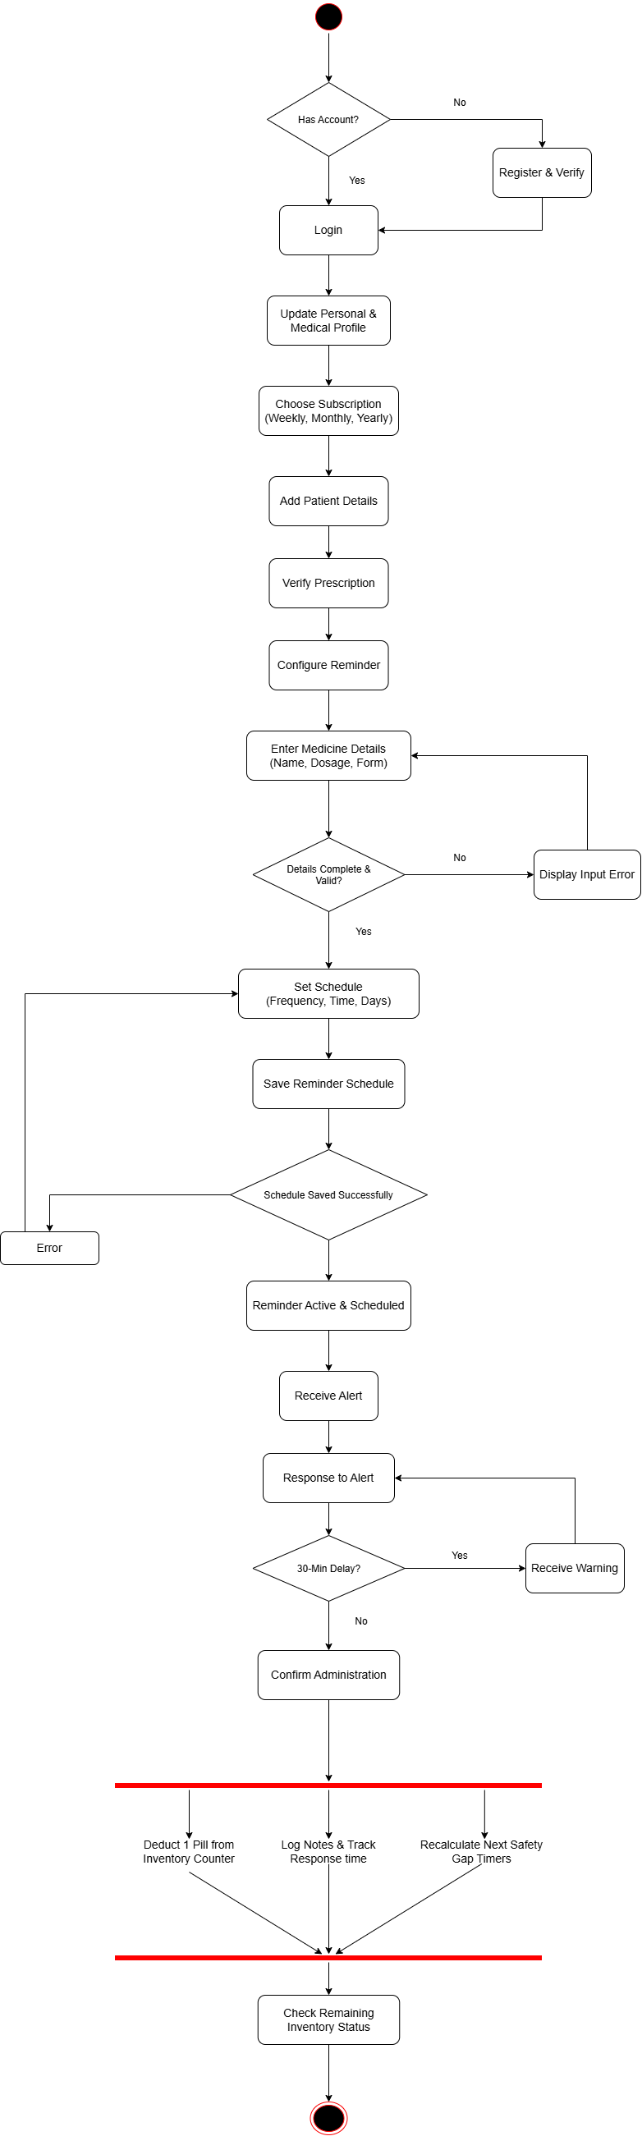 Has Account?
No
Register & Verify
Yes
Login
Update Personal &
Medical Profile
Choose Subscription
(Weekly, Monthly, Yearly)
Add Patient Details
Verify Prescription
Configure Reminder
Enter Medicine Details
(Name, Dosage, Form)
Details Complete &
Valid?
No
Display Input Error
Yes
Set Schedule
(Frequency, Time, Days)
Save Reminder Schedule
Schedule Saved Successfully
Error
Reminder Active & Scheduled
Receive Alert
Response to Alert
30-Min Delay?
Yes
Receive Warning
No
Confirm Administration
Deduct 1 Pill from
Inventory Counter
Log Notes & Track
Response time
Recalculate Next Safety
Gap Timers
Check Remaining
Inventory Status